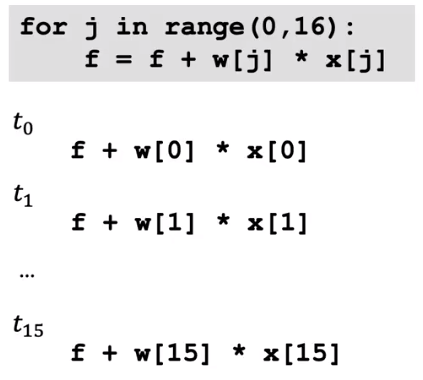 for j in range(0,16):
f = f + w[j] * x[j]
t₀
f + w[0] * x[0]
t₁
f + w[1] * x[1]
...
t₁₅
f + w[15] * x[15]